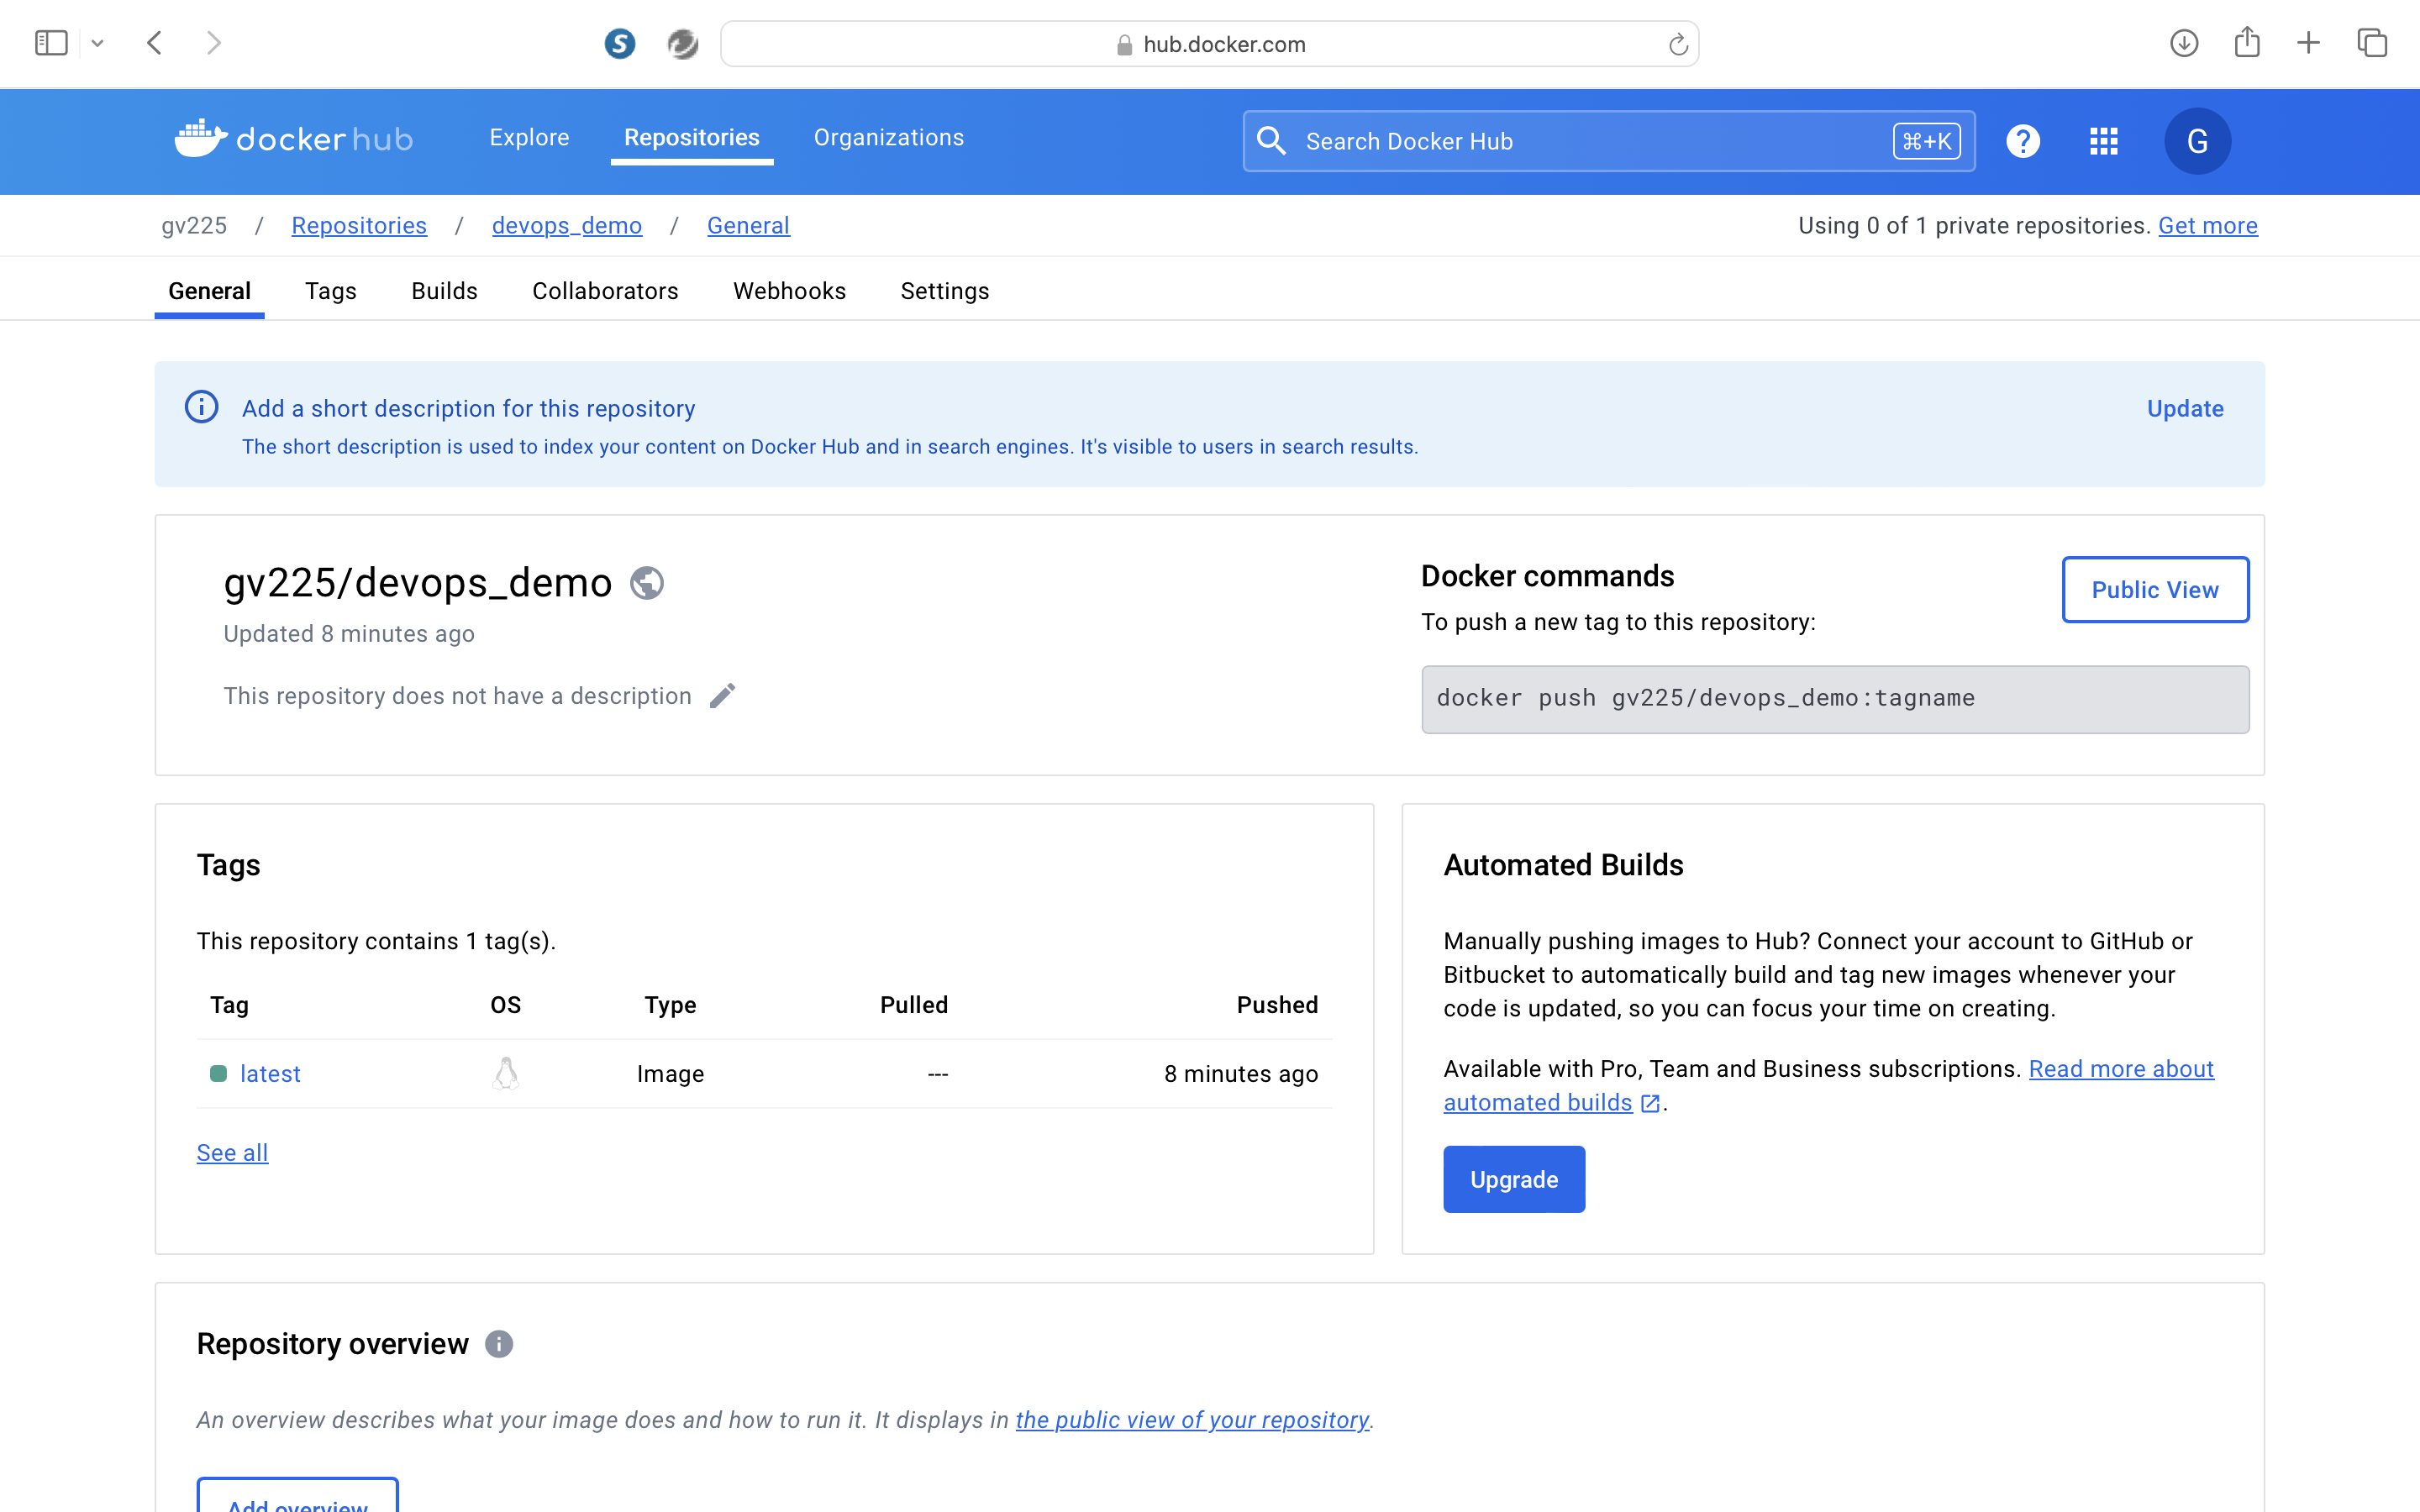 hub.docker.com
docker hub
Explore
Repositories
Organizations
Search Docker Hub
⌘+K
?
G
gv225 / Repositories / devops_demo / General
Using 0 of 1 private repositories. Get more
General
Tags
Builds
Collaborators
Webhooks
Settings
Add a short description for this repository
Update
The short description is used to index your content on Docker Hub and in search engines. It's visible to users in search results.
gv225/devops_demo
Updated 8 minutes ago
This repository does not have a description
Docker commands
Public View
To push a new tag to this repository:
docker push gv225/devops_demo:tagname
Tags
This repository contains 1 tag(s).
Tag OS Type Pulled Pushed
latest Image --- 8 minutes ago
See all
Automated Builds
Manually pushing images to Hub? Connect your account to GitHub or
Bitbucket to automatically build and tag new images whenever your
code is updated, so you can focus your time on creating.
Available with Pro, Team and Business subscriptions. Read more about
automated builds .
Upgrade
Repository overview
An overview describes what your image does and how to run it. It displays in the public view of your repository.
Add overview